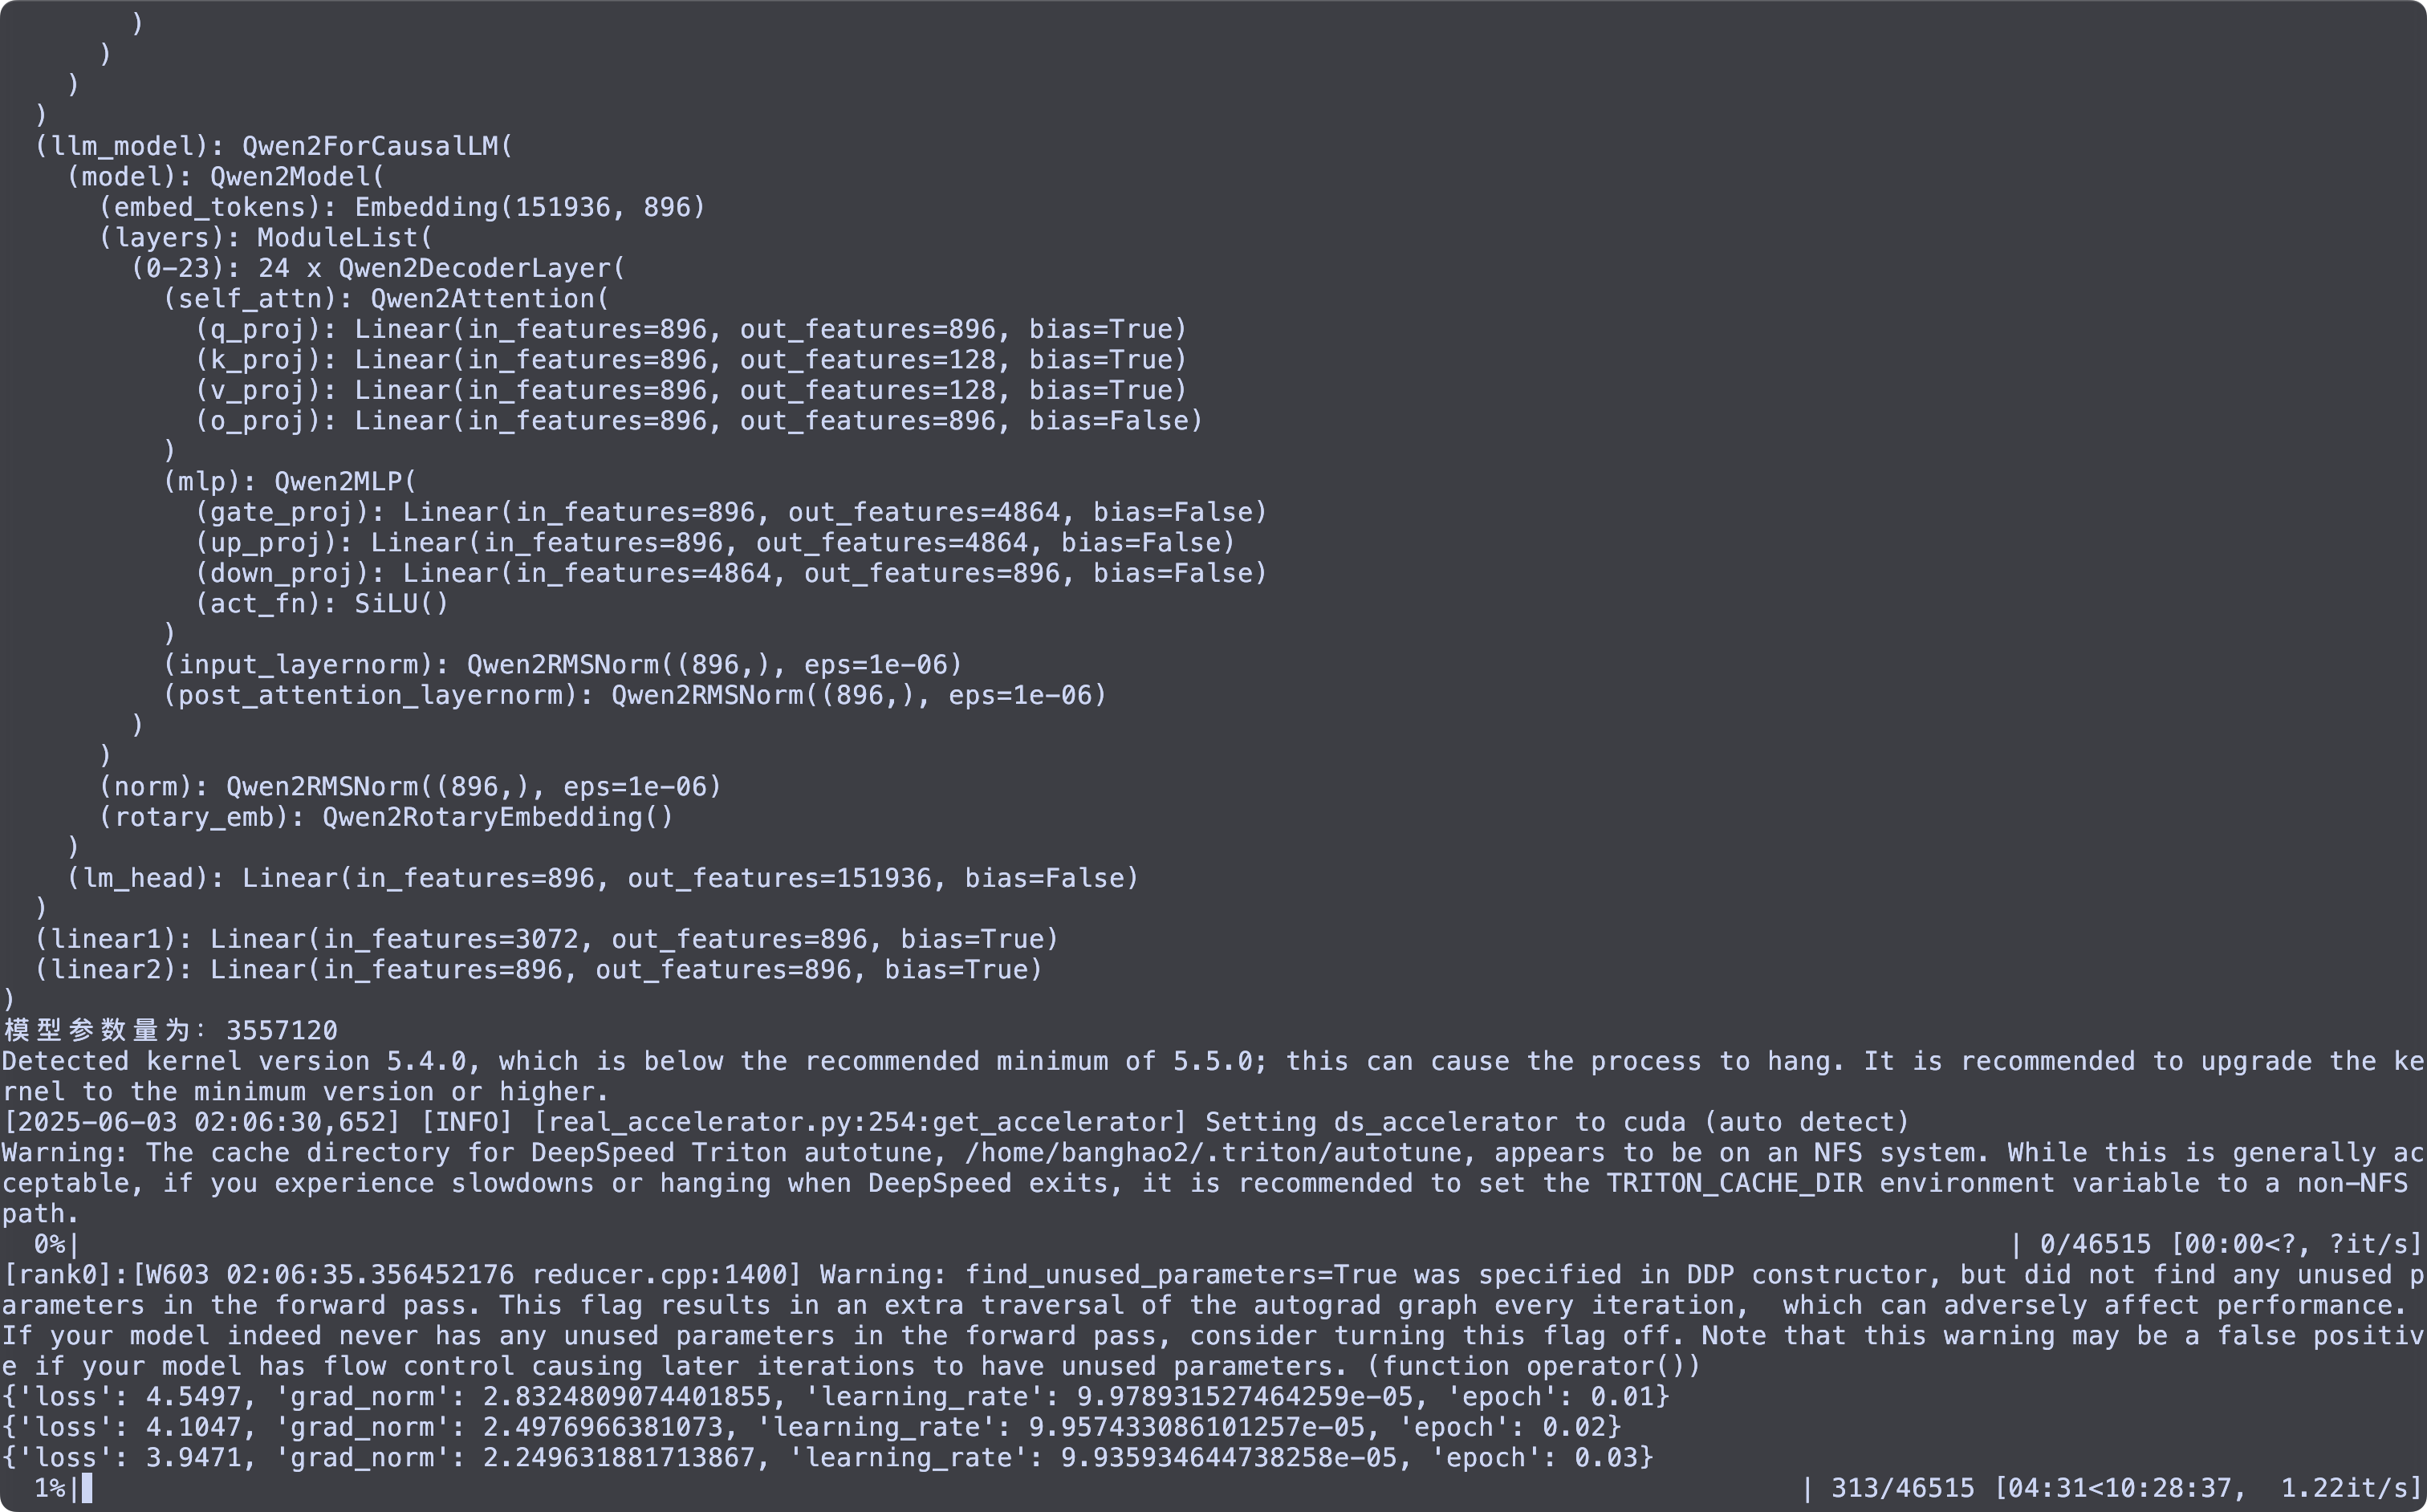 )
      )
    )
  )
  (llm_model): Qwen2ForCausalLM(
    (model): Qwen2Model(
      (embed_tokens): Embedding(151936, 896)
      (layers): ModuleList(
        (0-23): 24 x Qwen2DecoderLayer(
          (self_attn): Qwen2Attention(
            (q_proj): Linear(in_features=896, out_features=896, bias=True)
            (k_proj): Linear(in_features=896, out_features=128, bias=True)
            (v_proj): Linear(in_features=896, out_features=128, bias=True)
            (o_proj): Linear(in_features=896, out_features=896, bias=False)
          )
          (mlp): Qwen2MLP(
            (gate_proj): Linear(in_features=896, out_features=4864, bias=False)
            (up_proj): Linear(in_features=896, out_features=4864, bias=False)
            (down_proj): Linear(in_features=4864, out_features=896, bias=False)
            (act_fn): SiLU()
          )
          (input_layernorm): Qwen2RMSNorm((896,), eps=1e-06)
          (post_attention_layernorm): Qwen2RMSNorm((896,), eps=1e-06)
        )
      )
      (norm): Qwen2RMSNorm((896,), eps=1e-06)
      (rotary_emb): Qwen2RotaryEmbedding()
    )
    (lm_head): Linear(in_features=896, out_features=151936, bias=False)
  )
  (linear1): Linear(in_features=3072, out_features=896, bias=True)
  (linear2): Linear(in_features=896, out_features=896, bias=True)
)
模型参数量为: 3557120
Detected kernel version 5.4.0, which is below the recommended minimum of 5.5.0; this can cause the process to hang. It is recommended to upgrade the ke
rnel to the minimum version or higher.
[2025-06-03 02:06:30,652] [INFO] [real_accelerator.py:254:get_accelerator] Setting ds_accelerator to cuda (auto detect)
Warning: The cache directory for DeepSpeed Triton autotune, /home/banghao2/.triton/autotune, appears to be on an NFS system. While this is generally ac
ceptable, if you experience slowdowns or hanging when DeepSpeed exits, it is recommended to set the TRITON_CACHE_DIR environment variable to a non-NFS
path.
  0%| | 0/46515 [00:00<?, ?it/s]
[rank0]:[W603 02:06:35.356452176 reducer.cpp:1400] Warning: find_unused_parameters=True was specified in DDP constructor, but did not find any unused p
arameters in the forward pass. This flag results in an extra traversal of the autograd graph every iteration,  which can adversely affect performance.
If your model indeed never has any unused parameters in the forward pass, consider turning this flag off. Note that this warning may be a false positiv
e if your model has flow control causing later iterations to have unused parameters. (function operator())
{'loss': 4.5497, 'grad_norm': 2.8324809074401855, 'learning_rate': 9.978931527464259e-05, 'epoch': 0.01}
{'loss': 4.1047, 'grad_norm': 2.4976966381073, 'learning_rate': 9.957433086101257e-05, 'epoch': 0.02}
{'loss': 3.9471, 'grad_norm': 2.249631881713867, 'learning_rate': 9.935934644738258e-05, 'epoch': 0.03}
  1%| | 313/46515 [04:31<10:28:37,  1.22it/s]